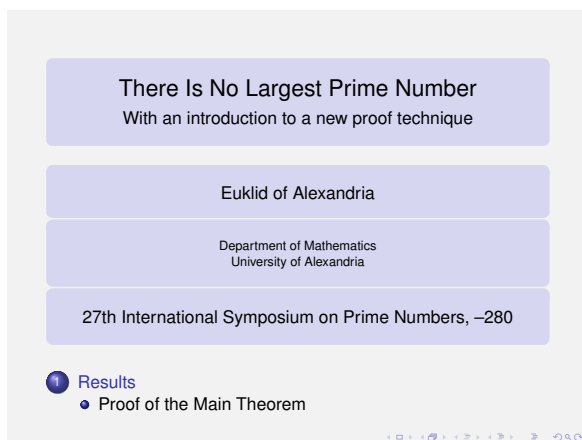 There Is No Largest Prime Number
With an introduction to a new proof technique
Euklid of Alexandria
Department of Mathematics
University of Alexandria
27th International Symposium on Prime Numbers, –280
1 Results
Proof of the Main Theorem